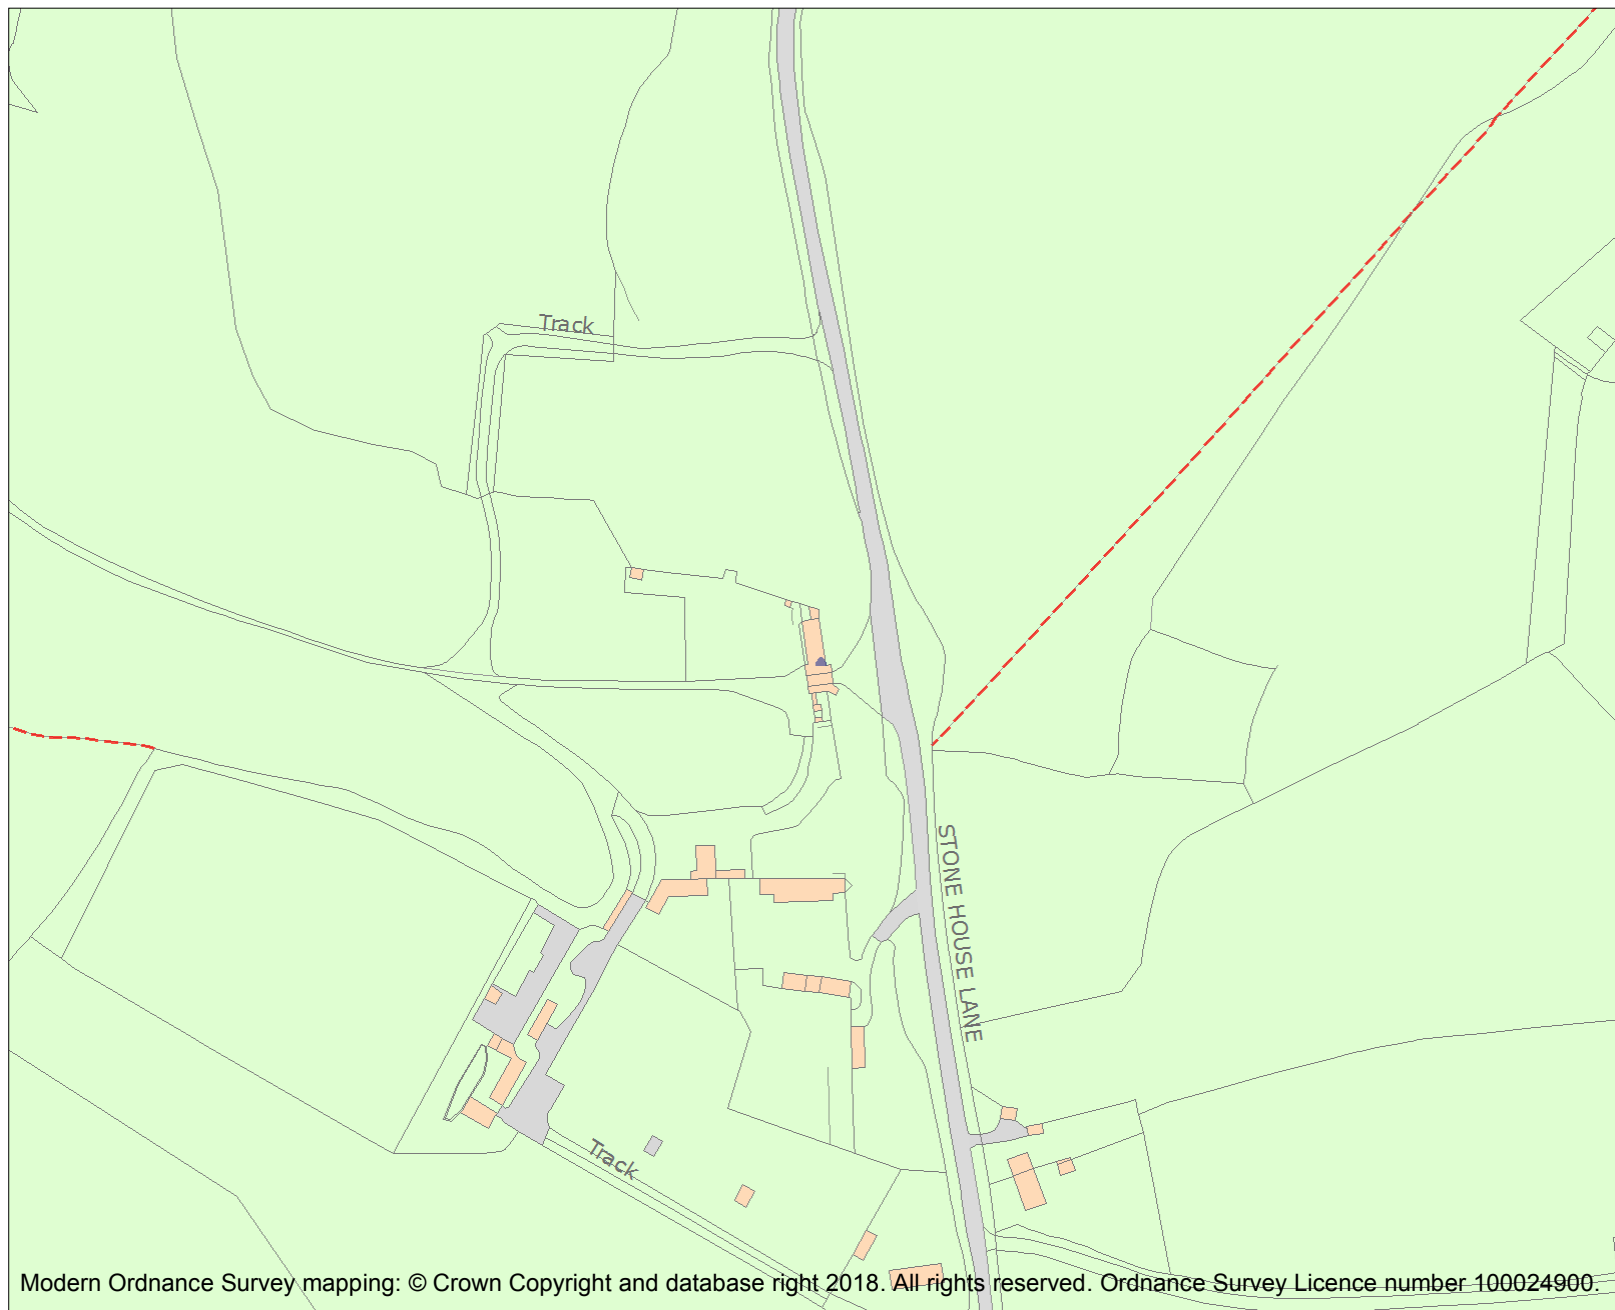 Track
STONE HOUSE LANE
Track
Modern Ordnance Survey mapping: © Crown Copyright and database right 2018. All rights reserved. Ordnance Survey Licence number 100024900.